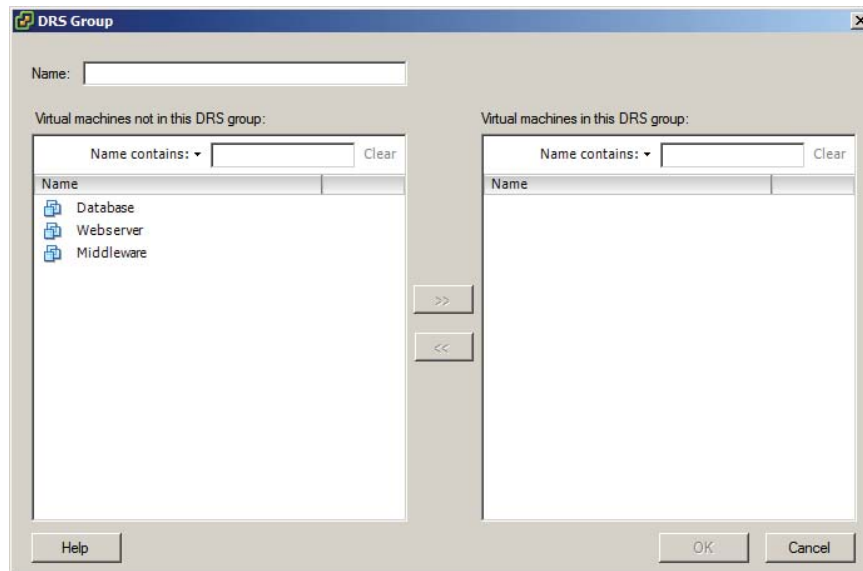 DRS Group
Name:
Virtual machines not in this DRS group:
Name contains:
Clear
Name
Database
Webserver
Middleware
>>
<<
Virtual machines in this DRS group:
Name contains:
Clear
Name
Help
OK
Cancel